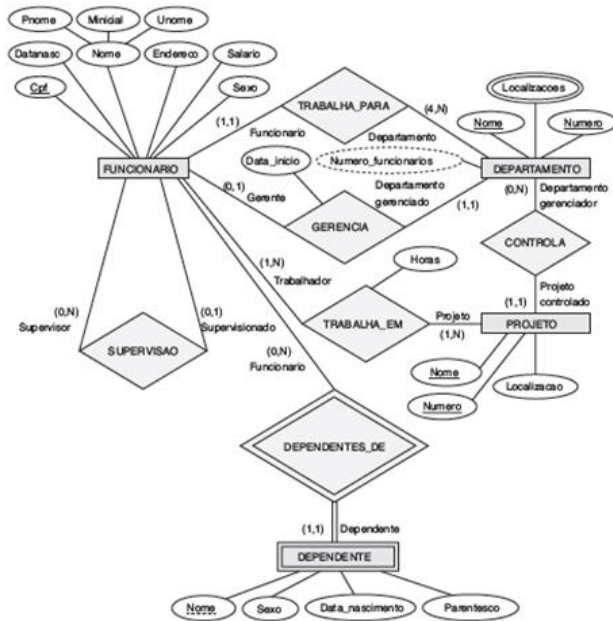 Pnome Minicial Unome
Datanasc Nome Endereco Salario
Cpf Sexo
Localizacoes
(1,1) TRABALHA_PARA (4,N)
Nome Numero
Funcionario Departamento
FUNCIONARIO Data_inicio Numero_funcionarios DEPARTAMENTO
(0,1) Departamento (0,N) Departamento
Gerente gerenciado gerenciador
GERENCIA (1,1)
CONTROLA
(1,N) Horas
Trabalhador
(0,N) (0,1) Projeto
Supervisor Supervisionado Projeto (1,1) controlado
TRABALHA_EM (1,N) PROJETO
SUPERVISAO (0,N)
Funcionario
Nome Localizacao
Numero
DEPENDENTES_DE
(1,1) Dependente
DEPENDENTE
Nome Sexo Data_nascimento Parentesco